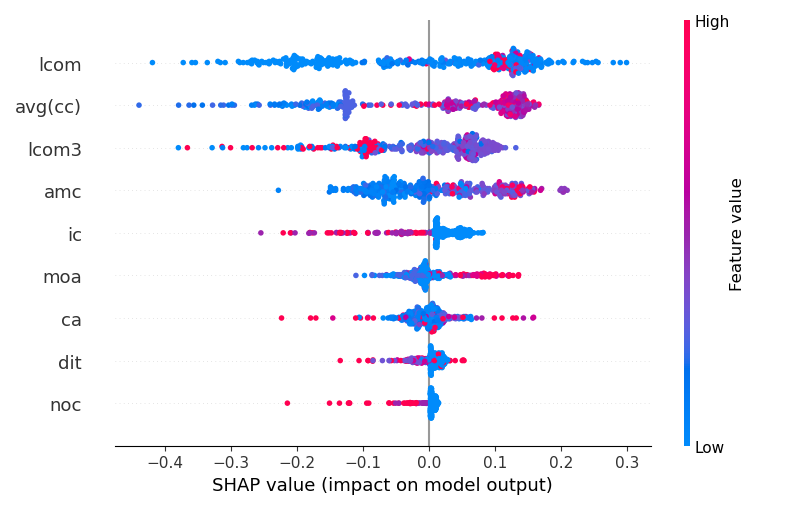 High
lcom
avg(cc)
lcom3
amc
ic
moa
ca
dit
noc
Feature value
Low
−0.4 −0.3 −0.2 −0.1 0.0 0.1 0.2 0.3
SHAP value (impact on model output)